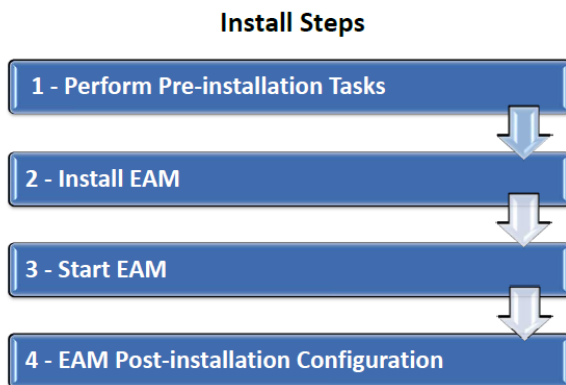 Install Steps
1 - Perform Pre-installation Tasks
2 - Install EAM
3 - Start EAM
4 - EAM Post-installation Configuration